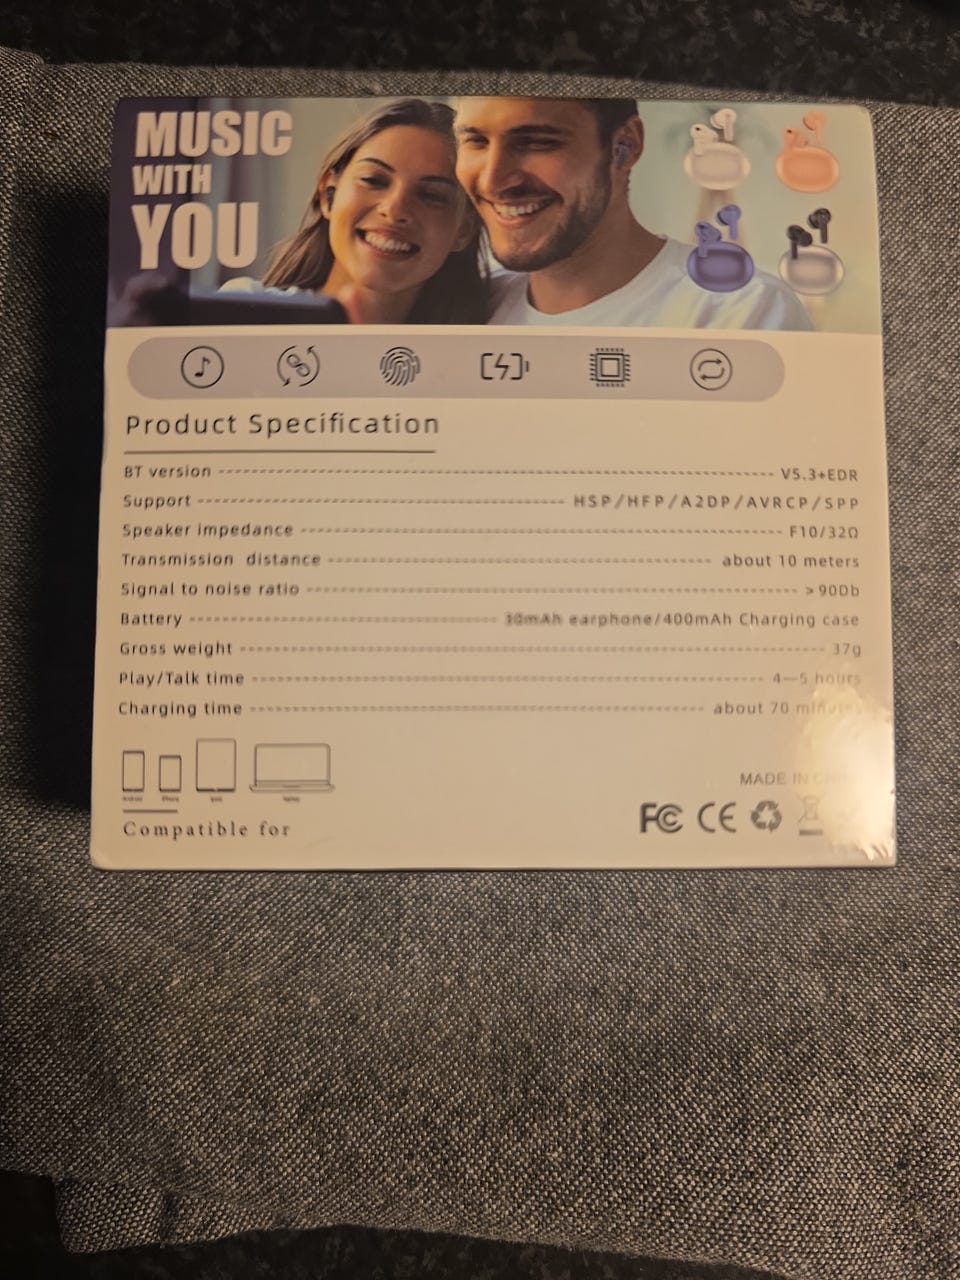 MUSIC
WITH
YOU
Product Specification
BT version V5.3+EDR
Support HSP/HFP/A2DP/AVRCP/SPP
Speaker impedance F10/32Ω
Transmission distance about 10 meters
Signal to noise ratio >90Db
Battery 30mAh earphone/400mAh Charging case
Gross weight 37g
Play/Talk time 4—5 hours
Charging time about 70 minutes
MADE IN CHINA
FC CE
Compatible for